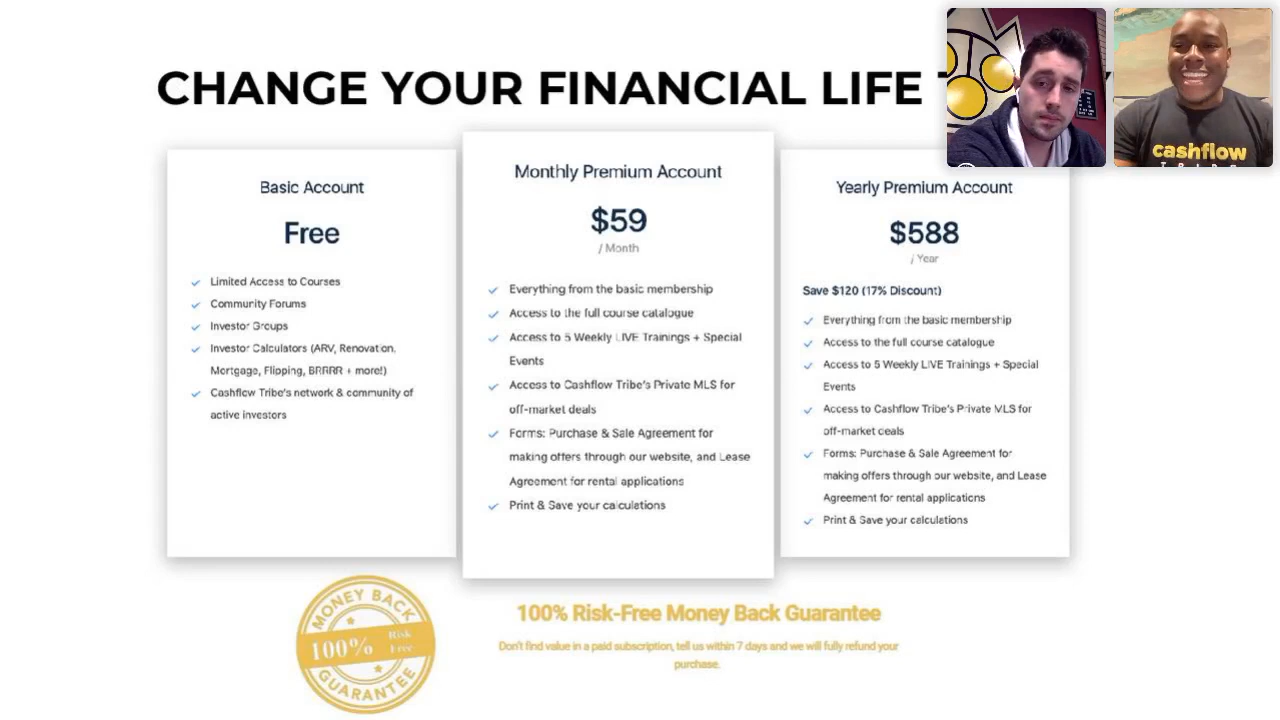 CHANGE YOUR FINANCIAL LIFE
cashflow
Basic Account
Free
Limited Access to Courses
Community Forums
Investor Groups
Investor Calculators (ARV, Renovation,
Mortgage, Flipping, BRRRR + more!)
Cashflow Tribe's network & community of
active investors
Monthly Premium Account
$59
/ Month
Everything from the basic membership
Access to the full course catalogue
Access to 5 Weekly LIVE Trainings + Special
Events
Access to Cashflow Tribe's Private MLS for
off-market deals
Forms: Purchase & Sale Agreement for
making offers through our website, and Lease
Agreement for rental applications
Print & Save your calculations
Yearly Premium Account
$588
/ Year
Save $120 (17% Discount)
Everything from the basic membership
Access to the full course catalogue
Access to 5 Weekly LIVE Trainings + Special
Events
Access to Cashflow Tribe's Private MLS for
off-market deals
Forms: Purchase & Sale Agreement for
making offers through our website, and Lease
Agreement for rental applications
Print & Save your calculations
MONEY BACK
100% Risk
Free
GUARANTEE
100% Risk-Free Money Back Guarantee
Don't find value in a paid subscription, tell us within 7 days and we will fully refund your
purchase.